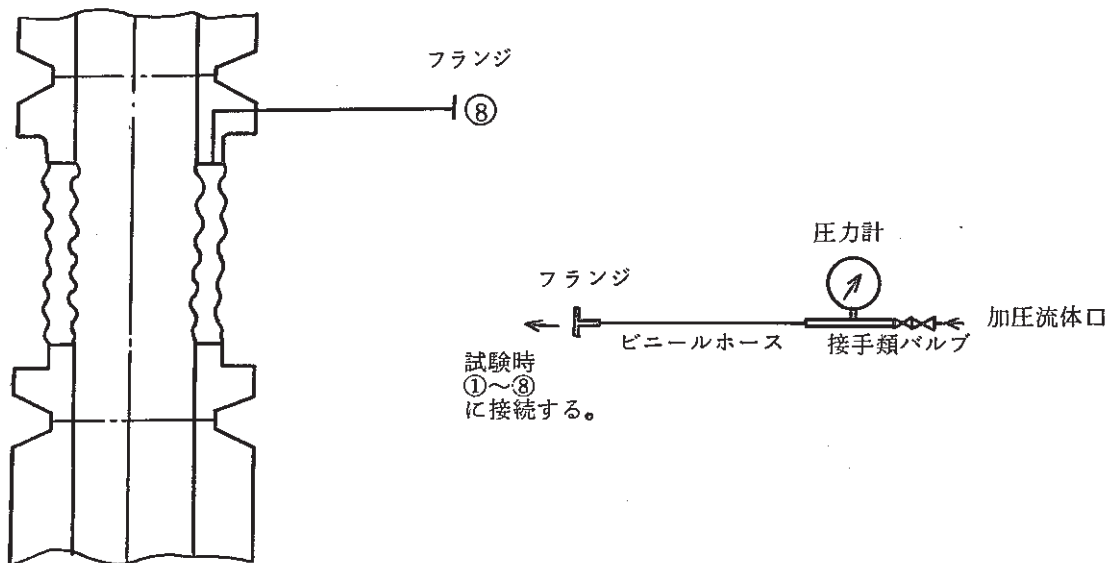 フランジ
⑧
圧力計
フランジ
加圧流体口
ビニールホース
接手類バルブ
試験時
①～⑧
に接続する。